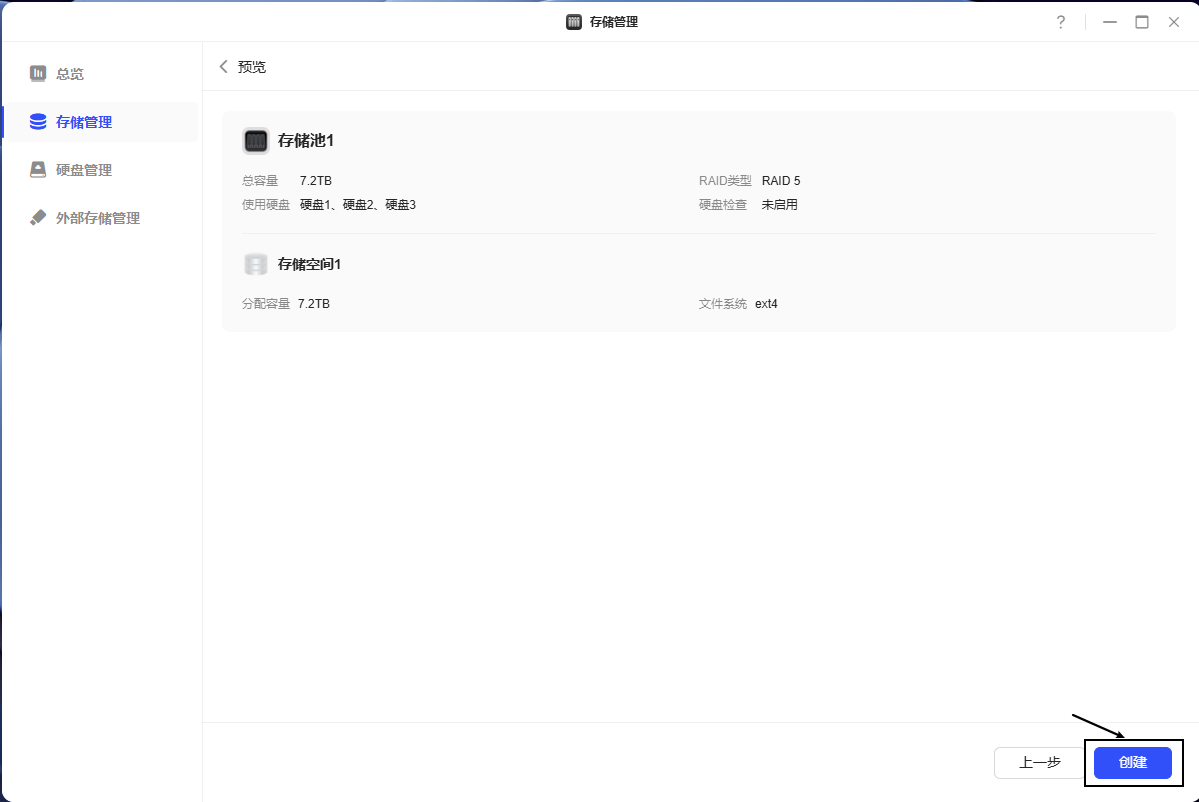 存储管理
?
总览
存储管理
硬盘管理
外部存储管理
预览
存储池1
总容量 7.2TB RAID类型 RAID 5
使用硬盘 硬盘1、硬盘2、硬盘3 硬盘检查 未启用
存储空间1
分配容量 7.2TB 文件系统 ext4
上一步 创建